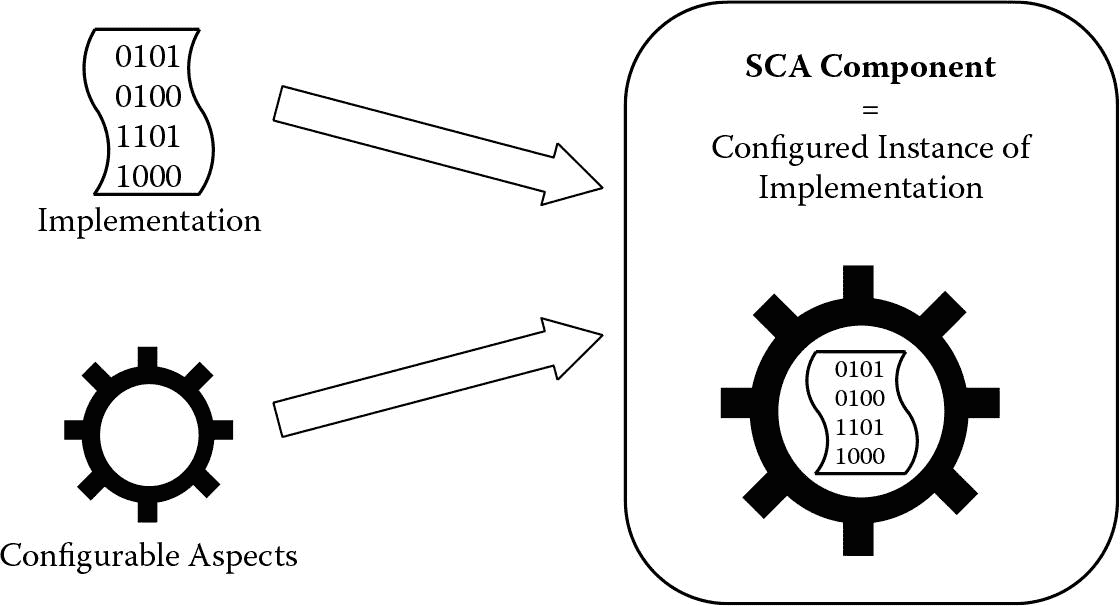 0101
0100
1101
1000
Implementation
Configurable Aspects
SCA Component
=
Configured Instance of
Implementation
0101
0100
1101
1000